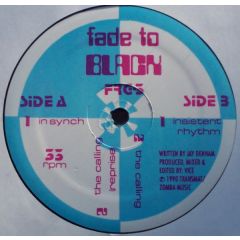 fade to
BLACK
FRGS
SIDE A
1 in synch
33
rpm
2 the calling
(reprise)
SIDE B
1 insistent
rhythm
2 the calling
WRITTEN BY JAY DENHAM
PRODUCED, MIXED &
EDITED BY: VICE
© 1990 TRANSMAT/
ZOMBA MUSIC